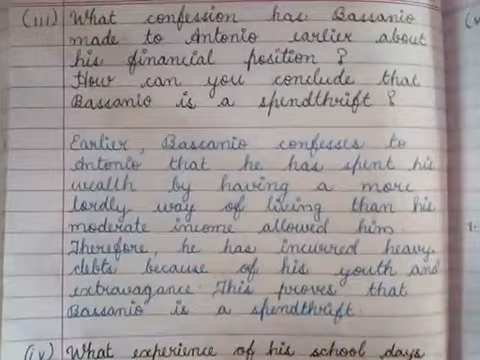 (iii) What confession has Bassanio
made to Antonio earlier about
his financial position ?
How can you conclude that
Bassanio is a spendthrift ?
Earlier, Bassanio confesses to
Antonio that he has spent his
wealth by having a more
lordly way of living than his
moderate income allowed him.
Therefore, he has incurred heavy
debts because of his youth and
extravagance. This proves that
Bassanio is a spendthrift.
(iv) What experience of his school days